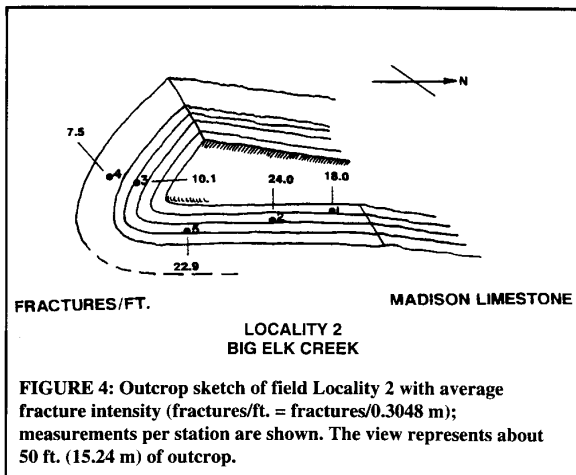 N
7.5
4
3
10.1
24.0
18.0
1
2
5
22.9
FRACTURES/FT.
MADISON LIMESTONE
LOCALITY 2
BIG ELK CREEK
FIGURE 4: Outcrop sketch of field Locality 2 with average
fracture intensity (fractures/ft. = fractures/0.3048 m);
measurements per station are shown. The view represents about
50 ft. (15.24 m) of outcrop.